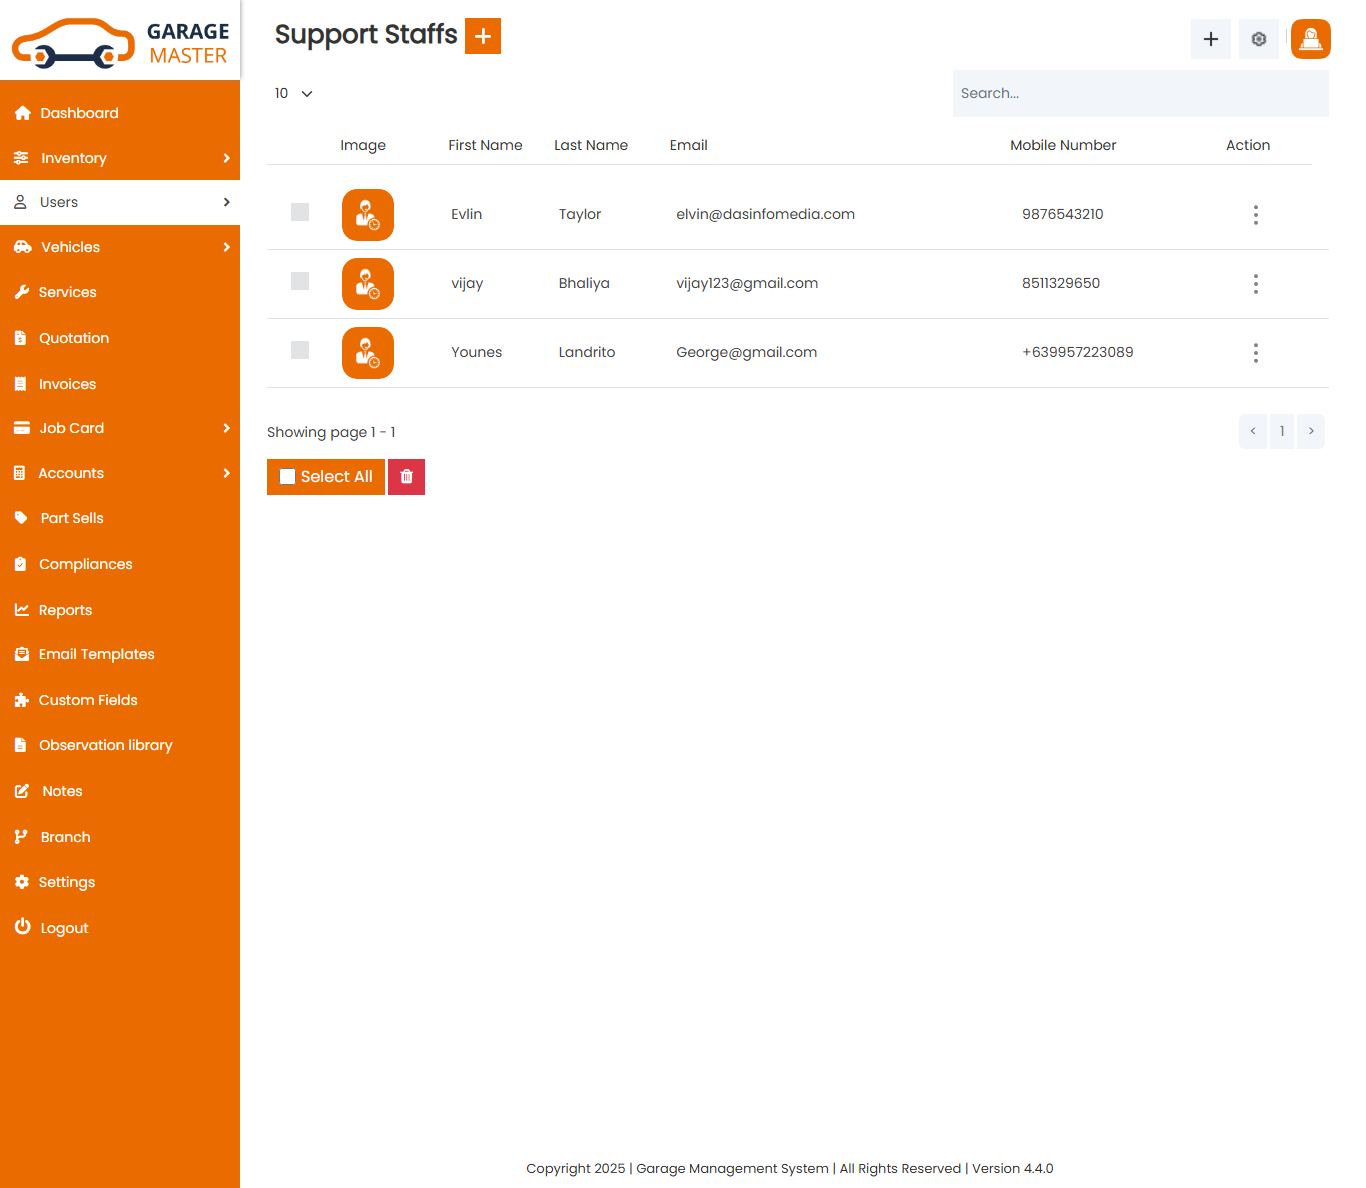 GARAGE
MASTER
Dashboard
Inventory
Users
Vehicles
Services
Quotation
Invoices
Job Card
Accounts
Part Sells
Compliances
Reports
Email Templates
Custom Fields
Observation library
Notes
Branch
Settings
Logout
Support Staffs
10
Search...
Image First Name Last Name Email Mobile Number Action
Evlin Taylor elvin@dasinfomedia.com 9876543210
vijay Bhaliya vijay123@gmail.com 8511329650
Younes Landrito George@gmail.com +639957223089
Showing page 1 - 1
< 1 >
Select All
Copyright 2025 | Garage Management System | All Rights Reserved | Version 4.4.0